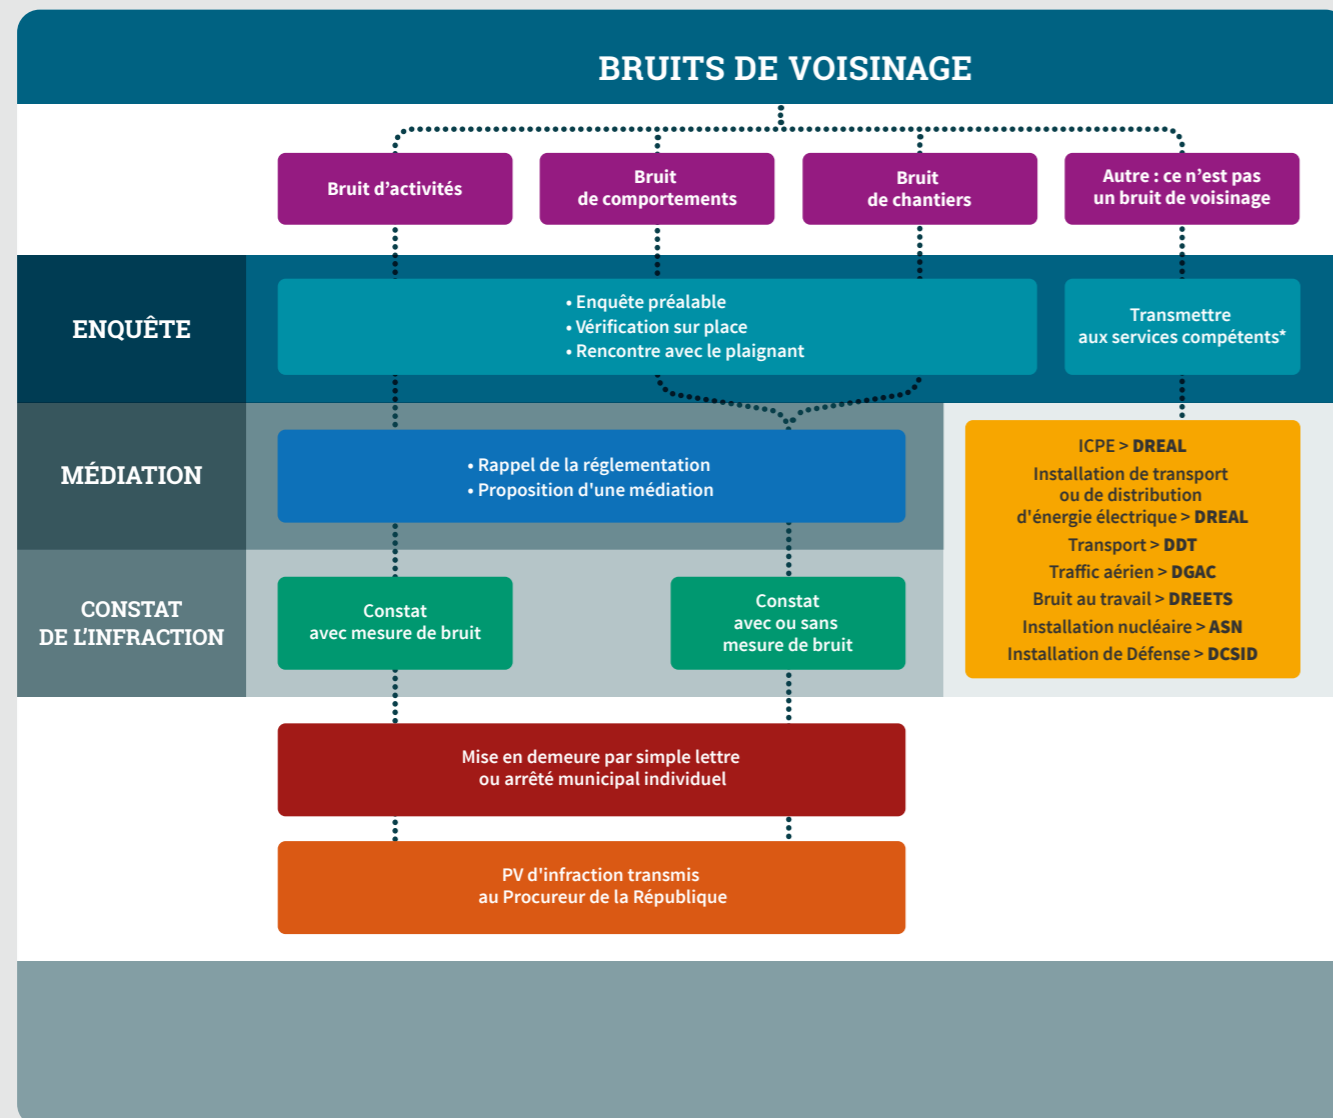 BRUITS DE VOISINAGE
Bruit d'activités
Bruit
de comportements
Bruit
de chantiers
Autre : ce n'est pas
un bruit de voisinage
ENQUÊTE
• Enquête préalable
• Vérification sur place
• Rencontre avec le plaignant
Transmettre
aux services compétents*
MÉDIATION
• Rappel de la réglementation
• Proposition d'une médiation
ICPE > DREAL
Installation de transport
ou de distribution
d'énergie électrique > DREAL
Transport > DDT
Traffic aérien > DGAC
Bruit au travail > DREETS
Installation nucléaire > ASN
Installation de Défense > DCSID
CONSTAT
DE L'INFRACTION
Constat
avec mesure de bruit
Constat
avec ou sans
mesure de bruit
Mise en demeure par simple lettre
ou arrêté municipal individuel
PV d'infraction transmis
au Procureur de la République